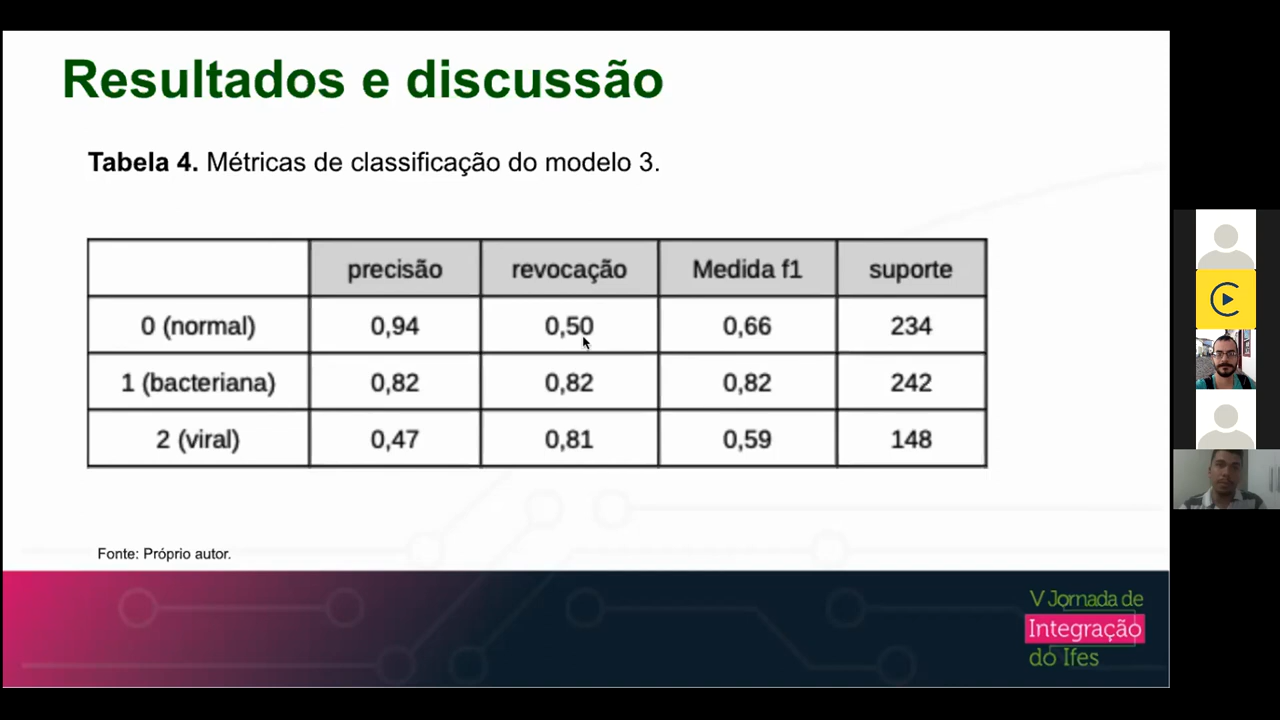 Resultados e discussão
Tabela 4. Métricas de classificação do modelo 3.
precisão revocação Medida f1 suporte
0 (normal) 0,94 0,50 0,66 234
1 (bacteriana) 0,82 0,82 0,82 242
2 (viral) 0,47 0,81 0,59 148
Fonte: Próprio autor.
V Jornada de
Integração
do Ifes